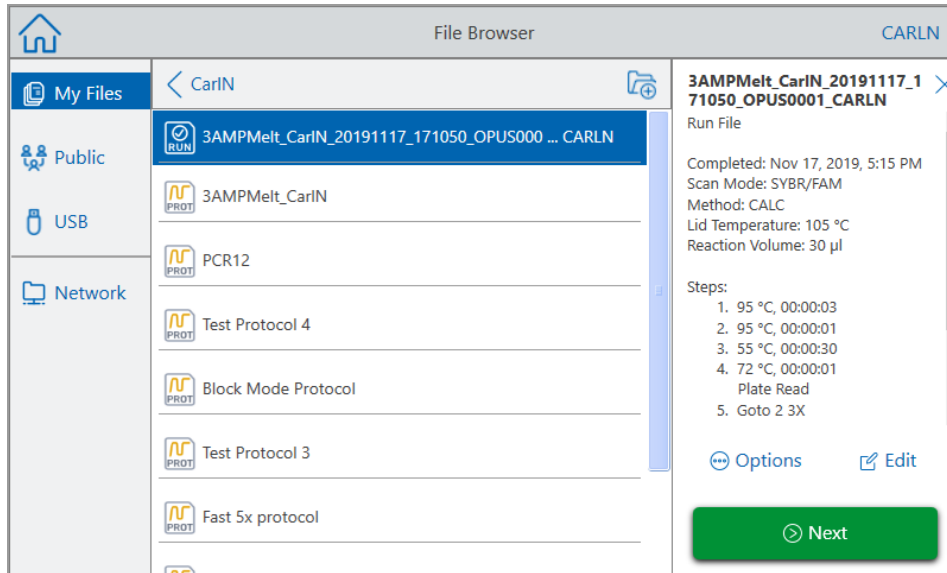 File Browser
CARLN
My Files
Public
USB
Network
CarIN
RUN
3AMPMelt_CarIN_20191117_171050_OPUS000 ... CARLN
PROT
3AMPMelt_CarIN
PROT
PCR12
PROT
Test Protocol 4
PROT
Block Mode Protocol
PROT
Test Protocol 3
PROT
Fast 5x protocol
3AMPMelt_CarIN_20191117_1
71050_OPUS0001_CARLN
Run File
Completed: Nov 17, 2019, 5:15 PM
Scan Mode: SYBR/FAM
Method: CALC
Lid Temperature: 105 °C
Reaction Volume: 30 µl
Steps:
1. 95 °C, 00:00:03
2. 95 °C, 00:00:01
3. 55 °C, 00:00:30
4. 72 °C, 00:00:01
Plate Read
5. Goto 2 3X
Options
Edit
Next